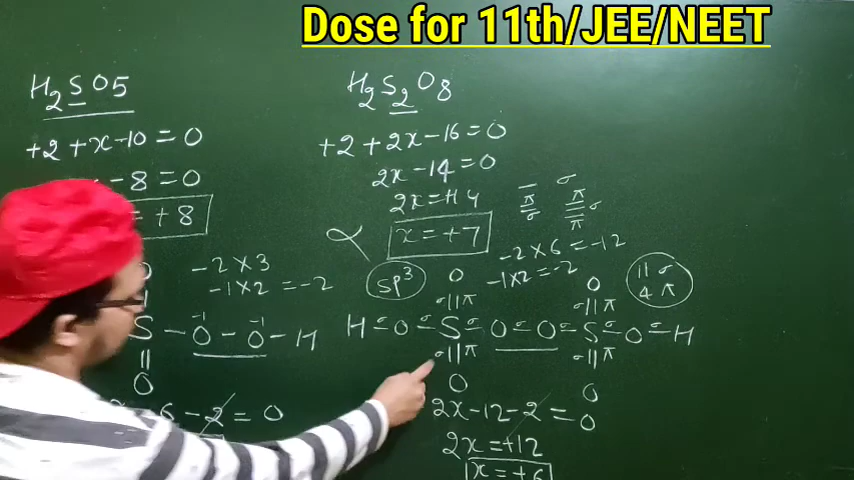 Dose for 11th/JEE/NEET
H2SO5
+2 + x - 10 = 0
- 8 = 0
= + 8
-2 × 3
-1 × 2 = -2
S - O - O - H
-1 -1
O
6 - 2 = 0
H2S2O8
+2 + 2x - 16 = 0
2x - 14 = 0
2x = +14
x = +7
sp3
σ
π
σ
π
π
σ
-2 × 6 = -12
-1 × 2 = -2
11 σ
4 π
O O
σ || π σ || π
H - O - S - O - O - S - O - H
σ σ σ σ σ σ σ
σ || π σ || π
O O
2x - 12 - 2 = 0
2x = +12
x = +6